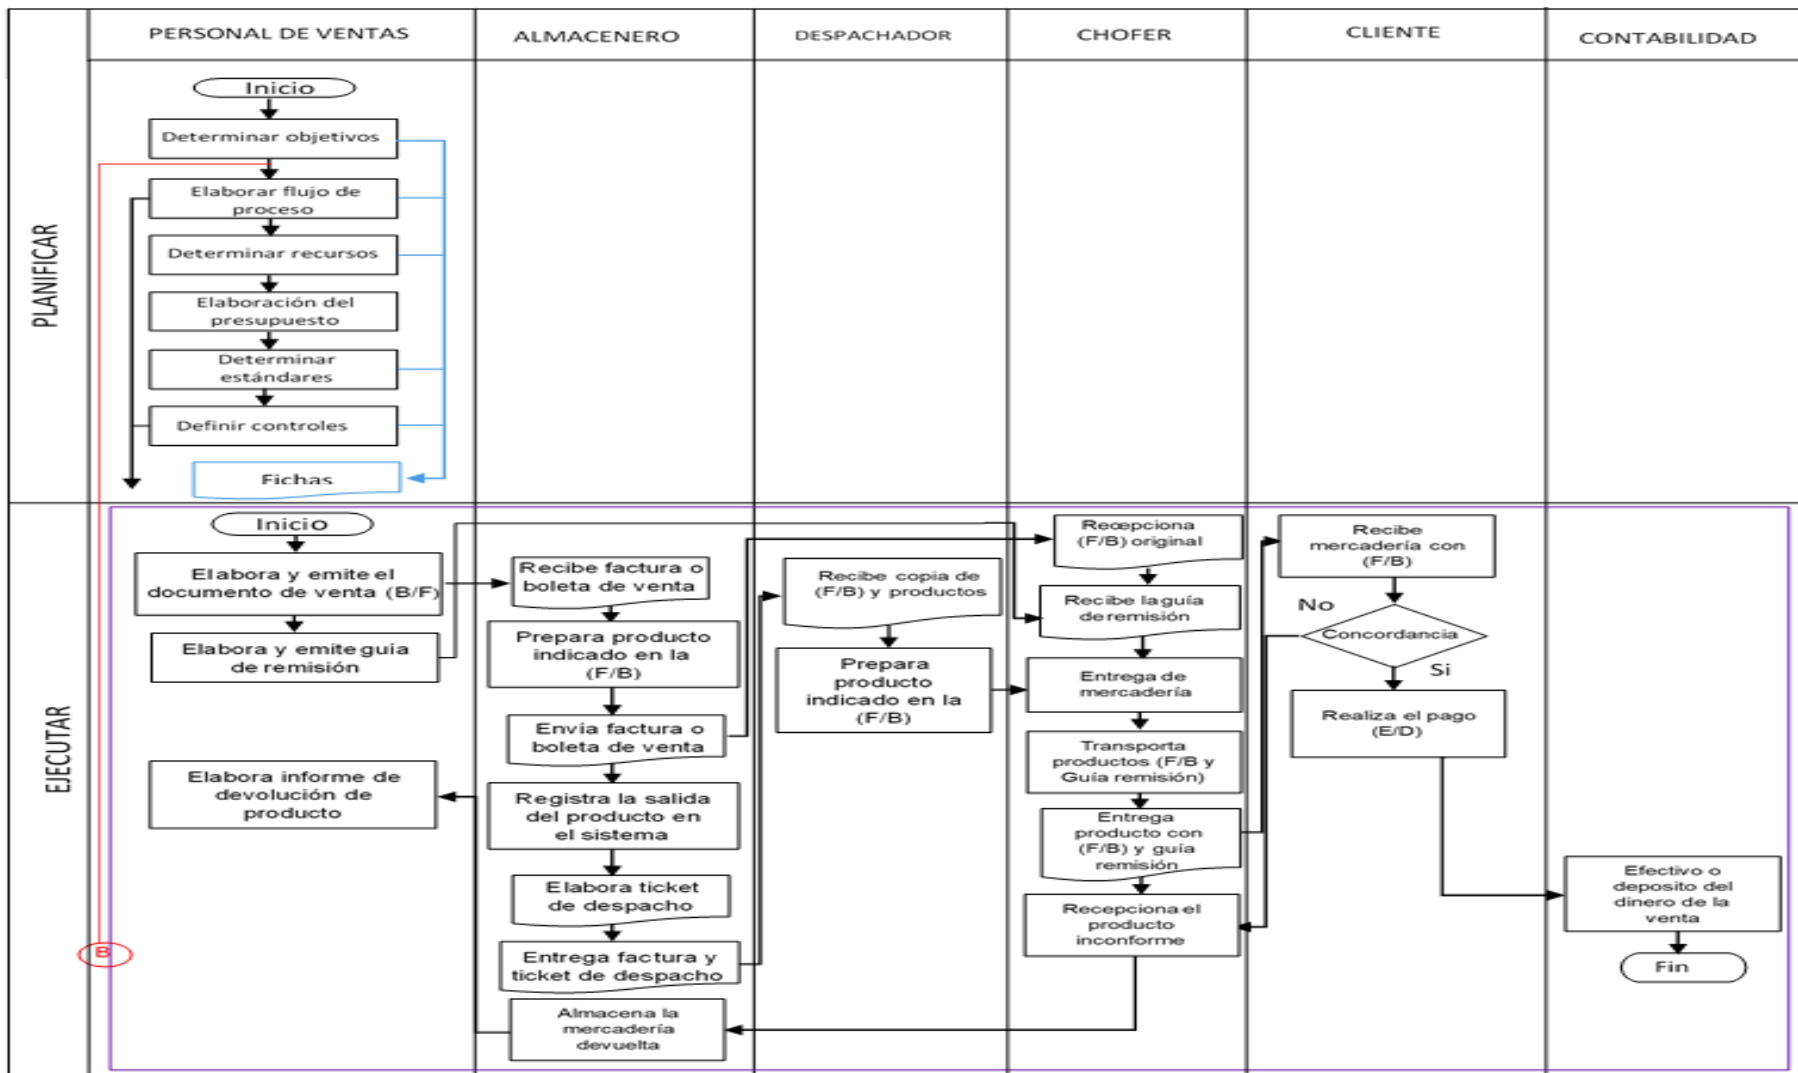 PERSONAL DE VENTAS
ALMACENERO
DESPACHADOR
CHOFER
CLIENTE
CONTABILIDAD
PLANIFICAR
Inicio
Determinar objetivos
Elaborar flujo de
proceso
Determinar recursos
Elaboración del
presupuesto
Determinar
estándares
Definir controles
Fichas
EJECUTAR
B
Inicio
Elabora y emite el
documento de venta (B/F)
Elabora y emite guía
de remisión
Elabora informe de
devolución de
producto
Recibe factura o
boleta de venta
Prepara producto
indicado en la
(F/B)
Envía factura o
boleta de venta
Registra la salida
del producto en
el sistema
Elabora ticket
de despacho
Entrega factura y
ticket de despacho
Almacena la
mercadería
devuelta
Recibe copia de
(F/B) y productos
Prepara
producto
indicado en la
(F/B)
Recepciona
(F/B) original
Recibe la guía
de remisión
Entrega de
mercadería
Transporta
productos (F/B y
Guía remisión)
Entrega
producto con
(F/B) y guía
remisión
Recepciona el
producto
inconforme
Recibe
mercadería con
(F/B)
No
Concordancia
Si
Realiza el pago
(E/D)
Efectivo o
deposito del
dinero de la
venta
Fin